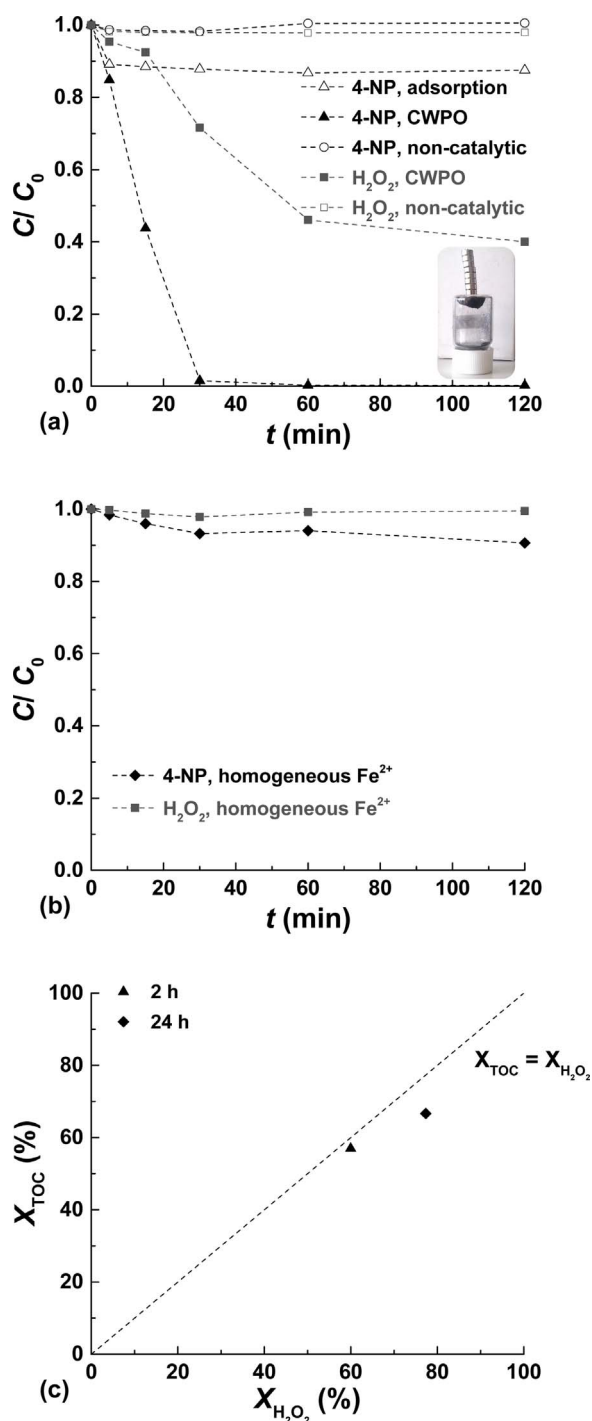 1.0
0.8
0.6
0.4
0.2
0.0
C/ C₀
4-NP, adsorption
4-NP, CWPO
4-NP, non-catalytic
H₂O₂, CWPO
H₂O₂, non-catalytic
0 20 40 60 80 100 120
(a)
t (min)
1.0
0.8
0.6
0.4
0.2
0.0
C/ C₀
4-NP, homogeneous Fe²⁺
H₂O₂, homogeneous Fe²⁺
0 20 40 60 80 100 120
(b)
t (min)
100
80
60
40
20
0
X_TOC (%)
2 h
24 h
X_TOC = X_H₂O₂
0 20 40 60 80 100
(c)
X_H₂O₂ (%)